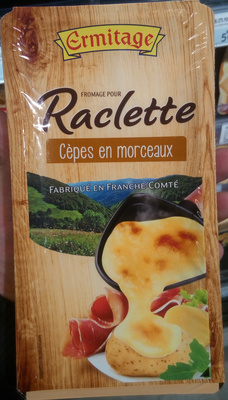 Ermitage
FROMAGE POUR
Raclette
Cèpes en morceaux
FABRIQUÉ EN FRANCHE COMTÉ